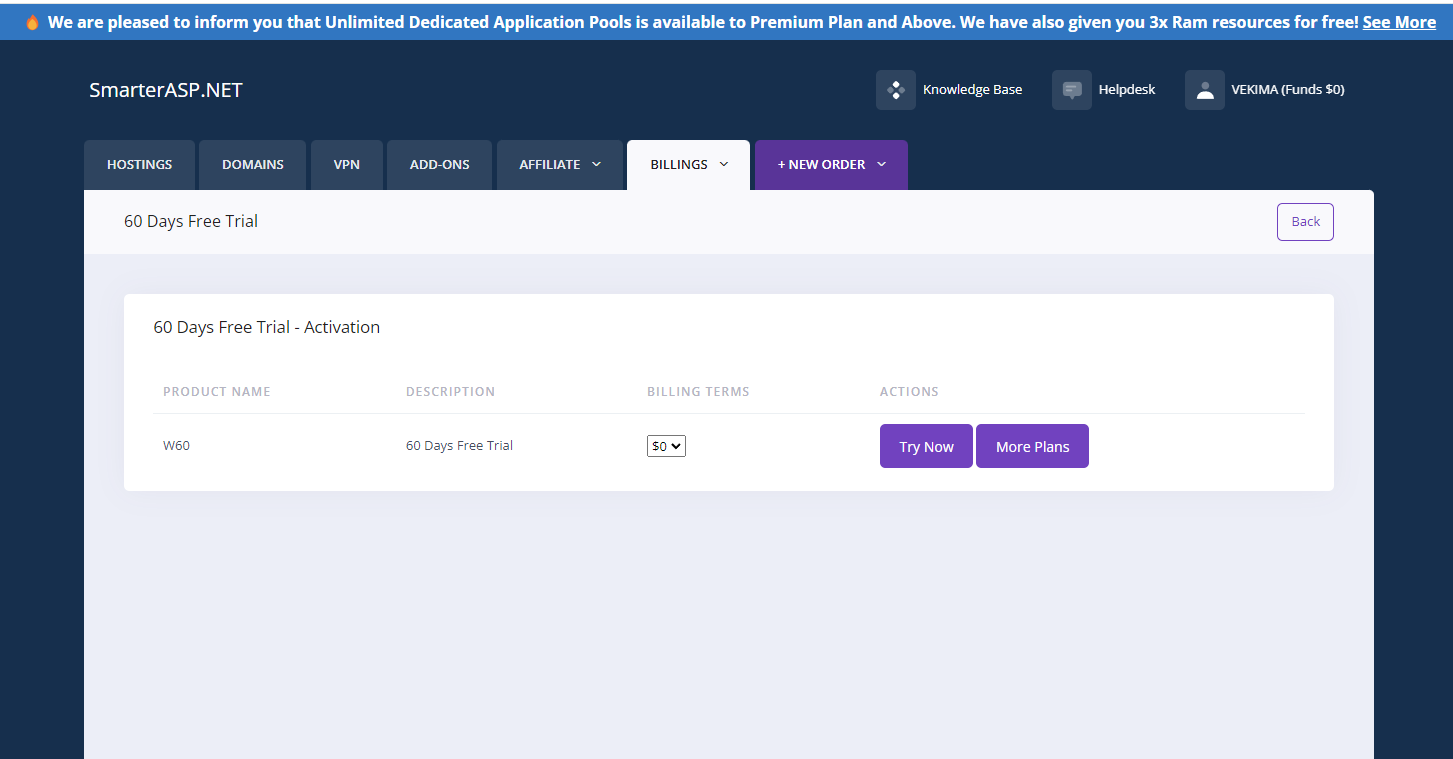 We are pleased to inform you that Unlimited Dedicated Application Pools is available to Premium Plan and Above. We have also given you 3x Ram resources for free! See More
SmarterASP.NET
Knowledge Base
Helpdesk
VEKIMA (Funds $0)
HOSTINGS
DOMAINS
VPN
ADD-ONS
AFFILIATE
BILLINGS
+ NEW ORDER
60 Days Free Trial
Back
60 Days Free Trial - Activation
PRODUCT NAME
DESCRIPTION
BILLING TERMS
ACTIONS
W60
60 Days Free Trial
$0
Try Now
More Plans